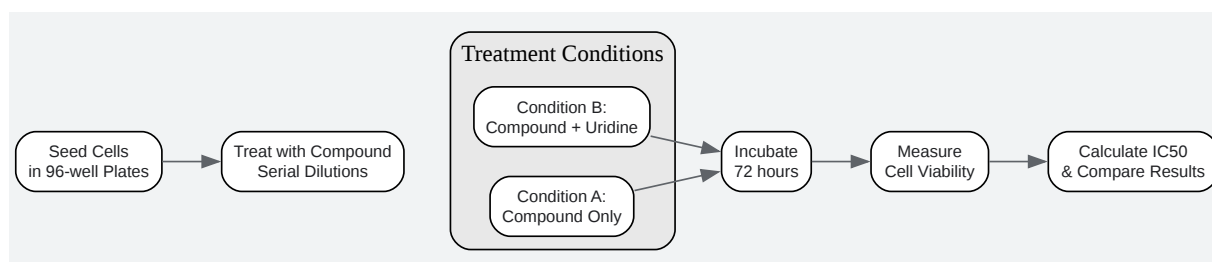 Seed Cells
in 96-well Plates
Treat with Compound
Serial Dilutions
Treatment Conditions
Condition B:
Compound + Uridine
Condition A:
Compound Only
Incubate
72 hours
Measure
Cell Viability
Calculate IC50
& Compare Results